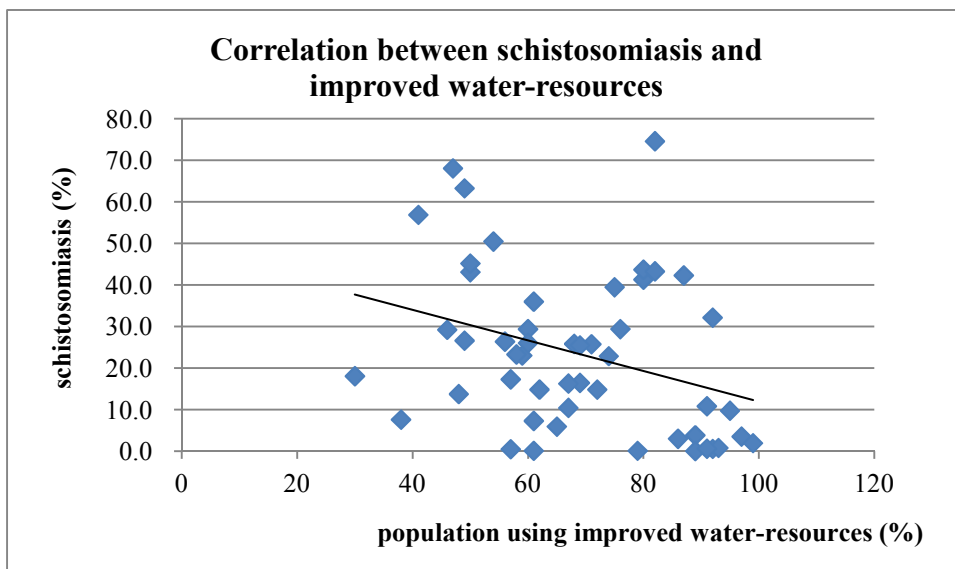 Correlation between schistosomiasis and
improved water-resources
80.0
70.0
60.0
50.0
40.0
30.0
20.0
10.0
0.0
schistosomiasis (%)
0 20 40 60 80 100 120
population using improved water-resources (%)